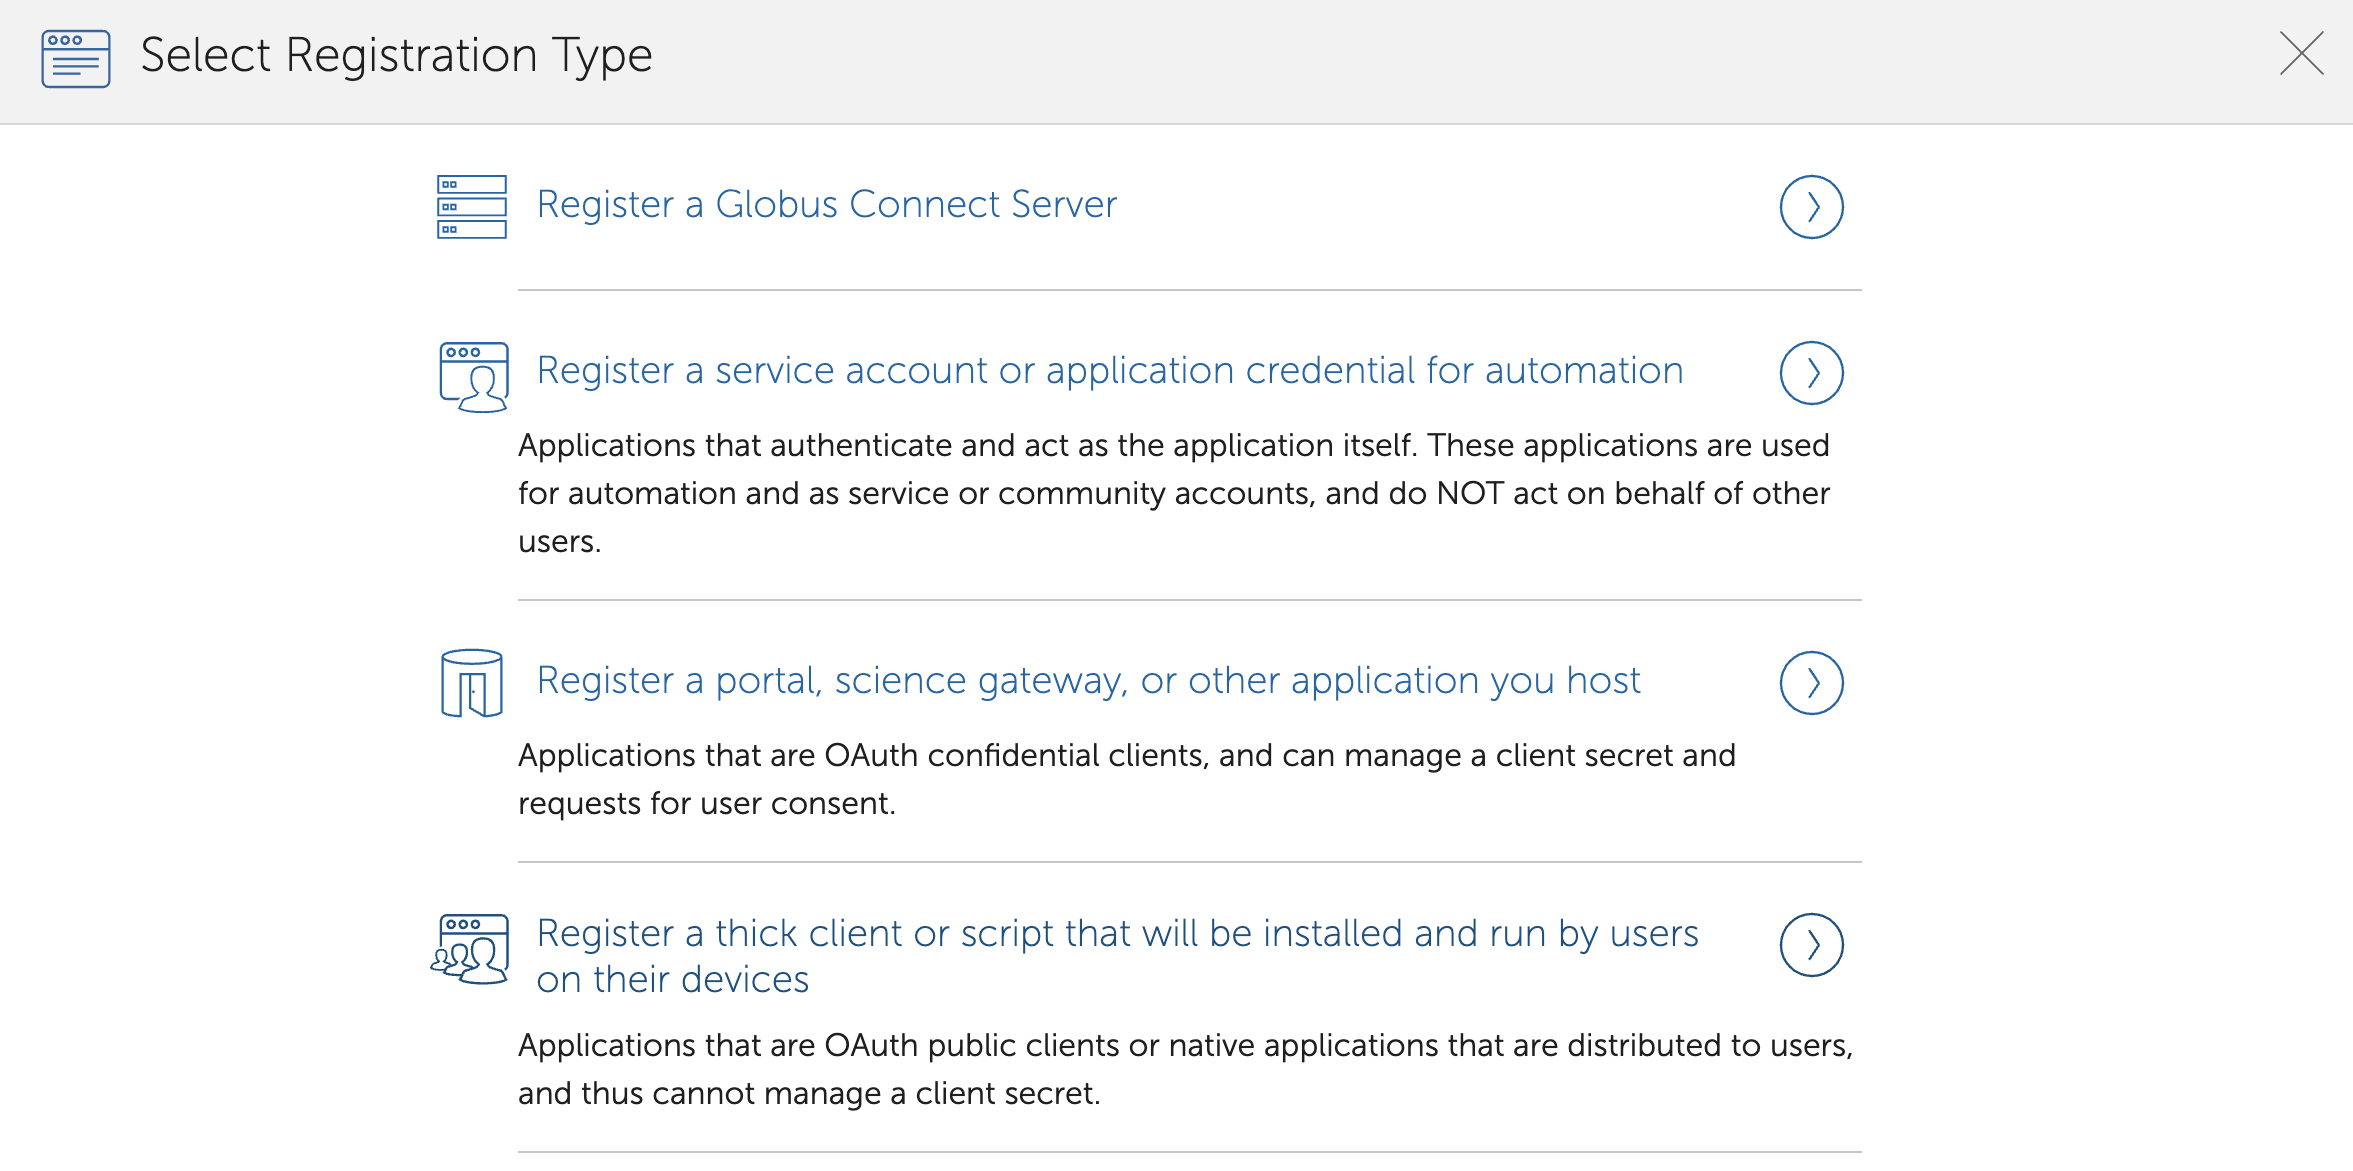 Select Registration Type
Register a Globus Connect Server
Register a service account or application credential for automation
Applications that authenticate and act as the application itself. These applications are used
for automation and as service or community accounts, and do NOT act on behalf of other
users.
Register a portal, science gateway, or other application you host
Applications that are OAuth confidential clients, and can manage a client secret and
requests for user consent.
Register a thick client or script that will be installed and run by users
on their devices
Applications that are OAuth public clients or native applications that are distributed to users,
and thus cannot manage a client secret.